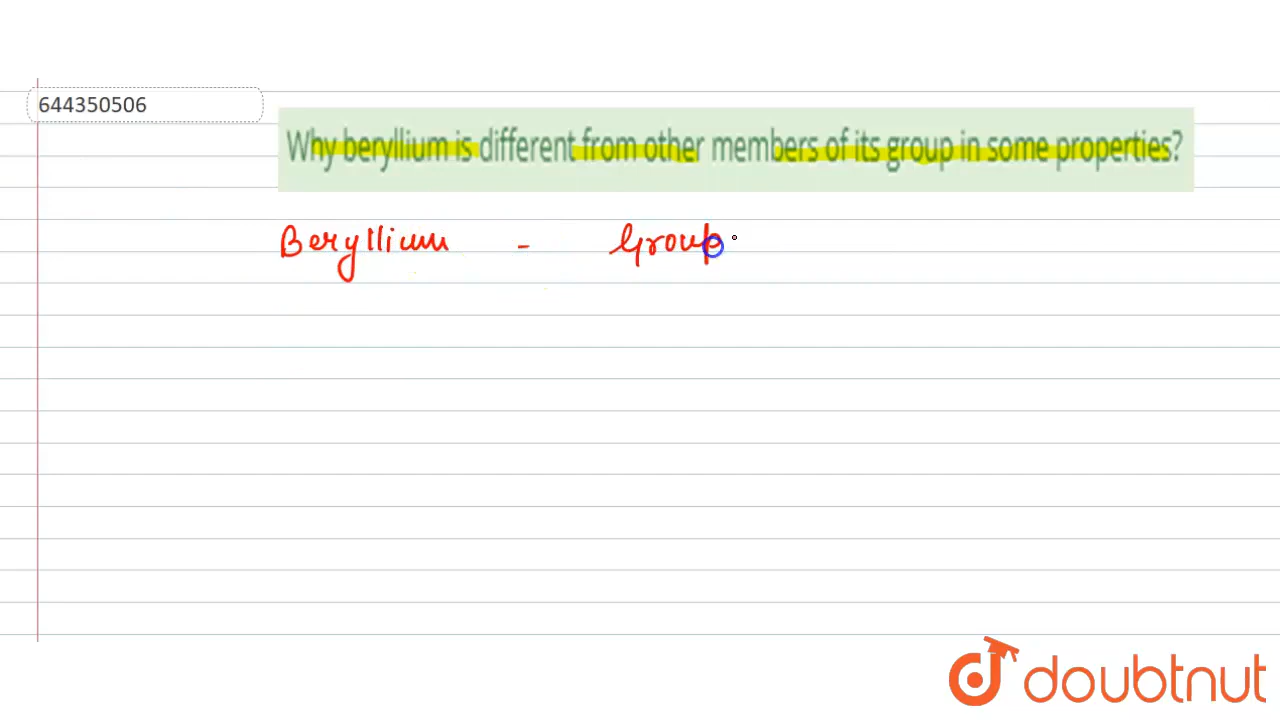 644350506
Why beryllium is different from other members of its group in some properties?
Beryllium - Group
doubtnut